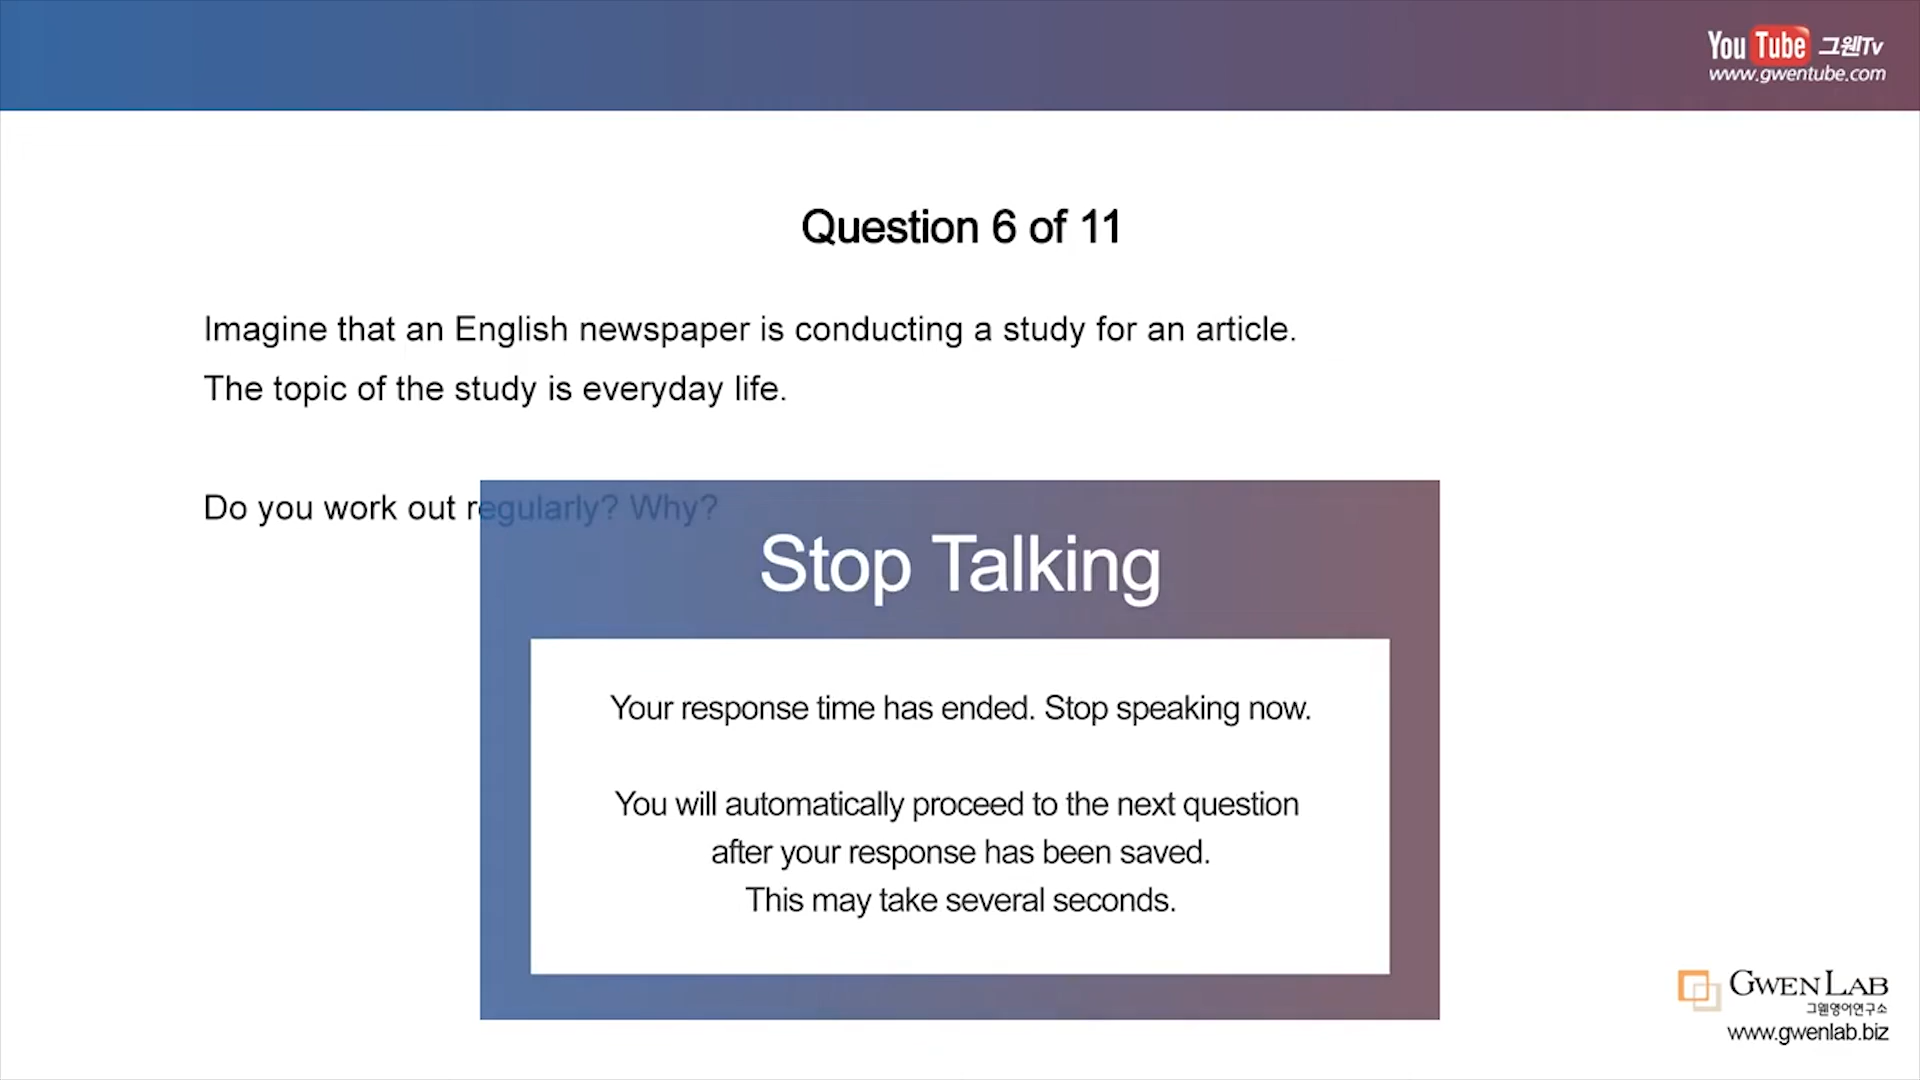 You Tube 그웬Tv
www.gwentube.com
Question 6 of 11
Imagine that an English newspaper is conducting a study for an article.
The topic of the study is everyday life.
Do you work out regularly? Why?
Stop Talking
Your response time has ended. Stop speaking now.
You will automatically proceed to the next question
after your response has been saved.
This may take several seconds.
GWENLAB
그웬영어연구소
www.gwenlab.biz